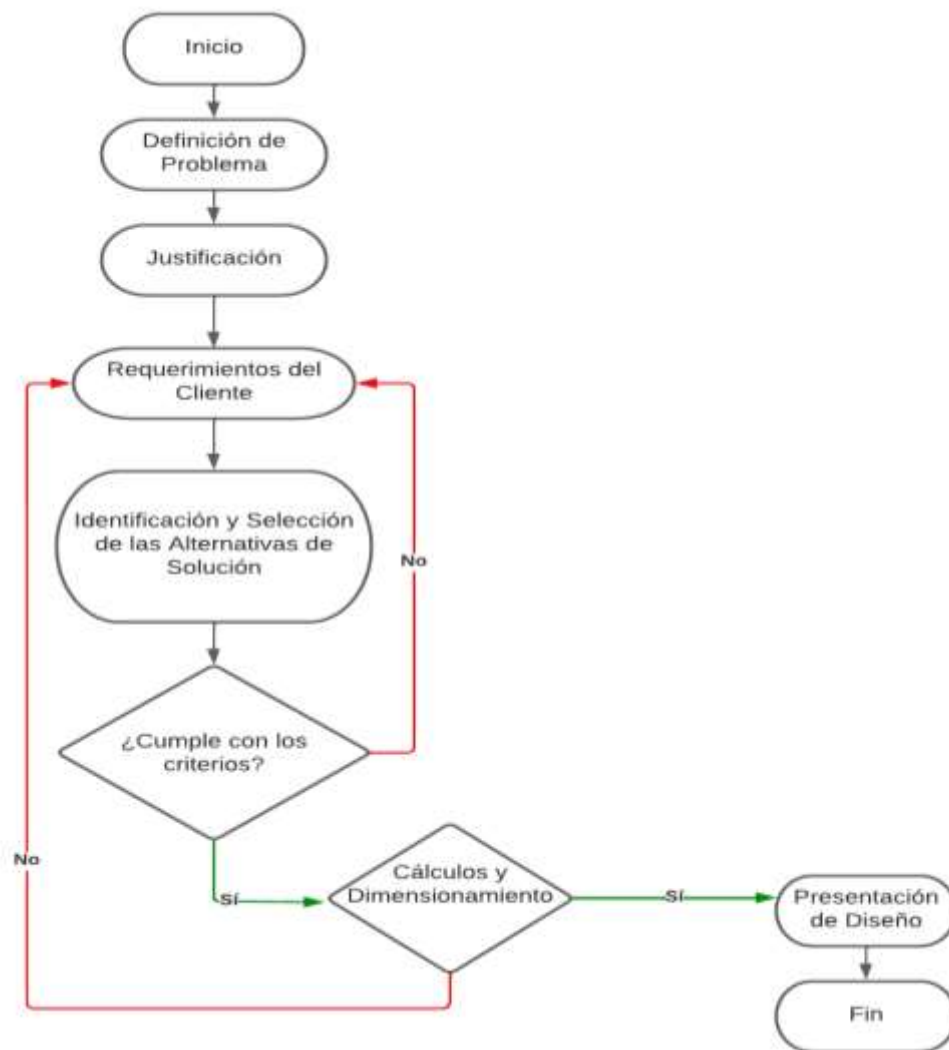 Inicio
Definición de
Problema
Justificación
Requerimientos del
Cliente
Identificación y Selección
de las Alternativas de
Solución
No
¿Cumple con los
criterios?
No
Sí
Cálculos y
Dimensionamiento
Sí
Presentación
de Diseño
Fin